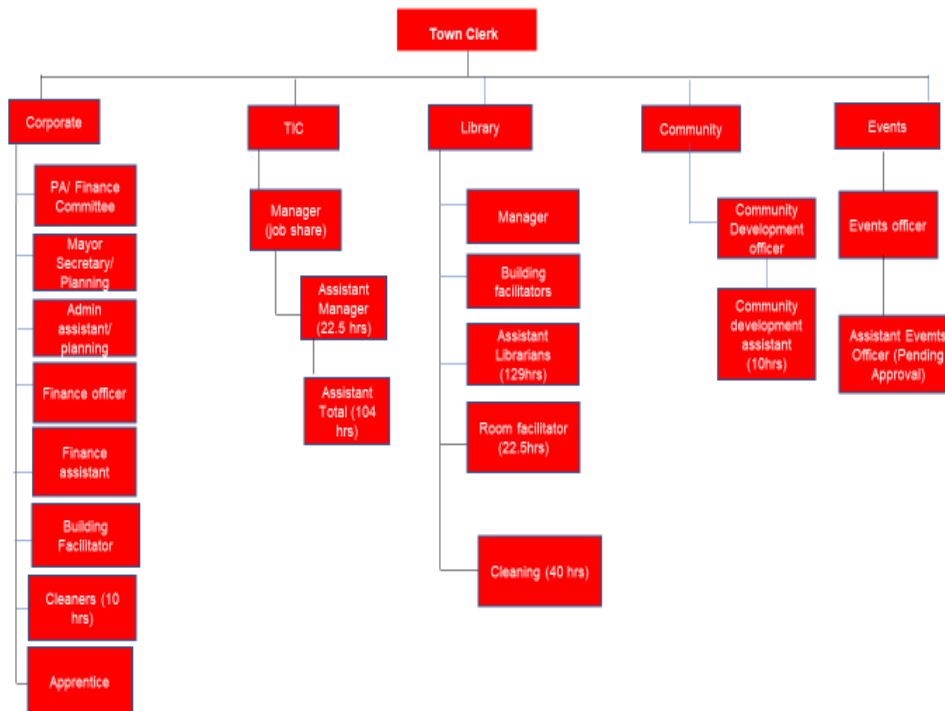 Town Clerk
Corporate
TIC
Library
Community
Events
PA/ Finance
Committee
Mayor
Secretary/
Planning
Admin
assistant/
planning
Finance officer
Finance
assistant
Building
Facilitator
Cleaners (10
hrs)
Apprentice
Manager
(job share)
Assistant
Manager
(22.5 hrs)
Assistant
Total (104
hrs)
Manager
Building
facilitators
Assistant
Librarians
(129hrs)
Room facilitator
(22.5hrs)
Cleaning (40 hrs)
Community
Development
officer
Community
development
assistant
(10hrs)
Events officer
Assistant Evemts
Officer (Pending
Approval)